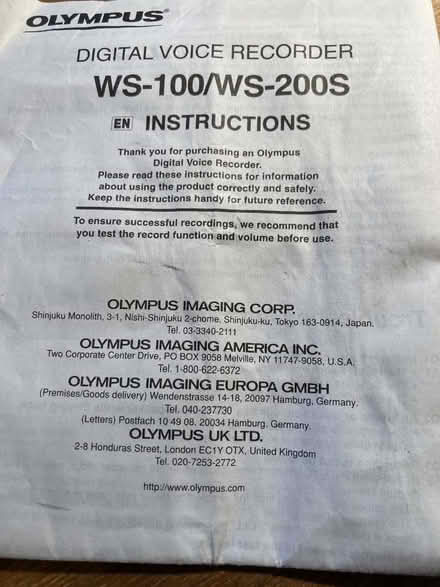 OLYMPUS®
DIGITAL VOICE RECORDER
WS-100/WS-200S
EN INSTRUCTIONS
Thank you for purchasing an Olympus
Digital Voice Recorder.
Please read these instructions for information
about using the product correctly and safely.
Keep the instructions handy for future reference.
To ensure successful recordings, we recommend that
you test the record function and volume before use.
OLYMPUS IMAGING CORP.
Shinjuku Monolith, 3-1, Nishi-Shinjuku 2-chome, Shinjuku-ku, Tokyo 163-0914, Japan.
Tel. 03-3340-2111
OLYMPUS IMAGING AMERICA INC.
Two Corporate Center Drive, PO BOX 9058 Melville, NY 11747-9058, U.S.A.
Tel. 1-800-622-6372
OLYMPUS IMAGING EUROPA GMBH
(Premises/Goods delivery) Wendenstrasse 14-18, 20097 Hamburg, Germany.
Tel. 040-237730
(Letters) Postfach 10 49 08. 20034 Hamburg. Germany.
OLYMPUS UK LTD.
2-8 Honduras Street, London EC1Y OTX, United Kingdom
Tel. 020-7253-2772
http://www.olympus.com